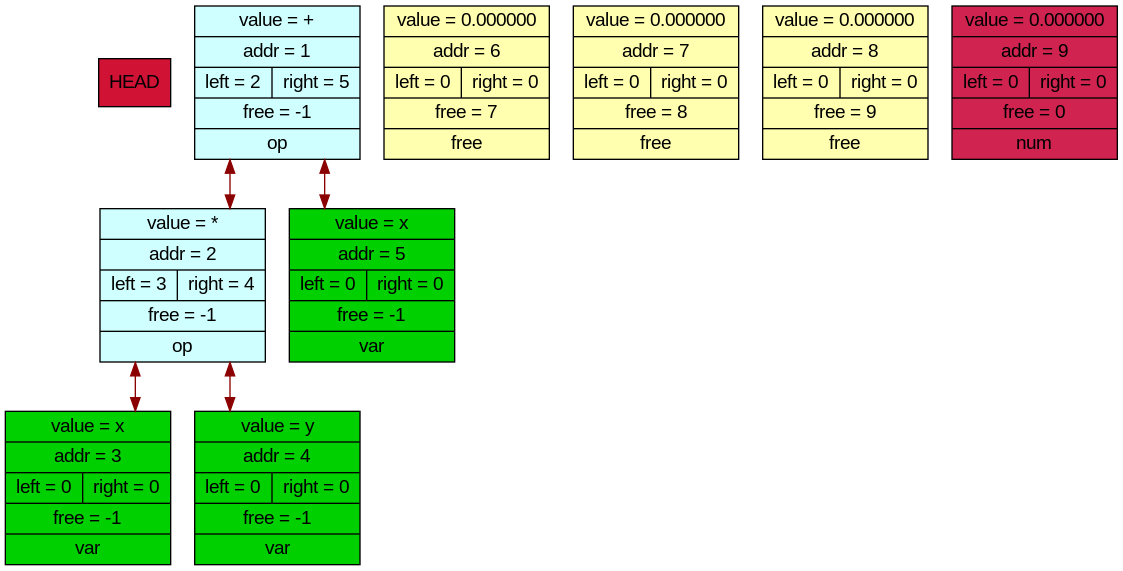 HEAD
value = +
addr = 1
left = 2 right = 5
free = -1
op
value = 0.000000
addr = 6
left = 0 right = 0
free = 7
free
value = 0.000000
addr = 7
left = 0 right = 0
free = 8
free
value = 0.000000
addr = 8
left = 0 right = 0
free = 9
free
value = 0.000000
addr = 9
left = 0 right = 0
free = 0
num
value = *
addr = 2
left = 3 right = 4
free = -1
op
value = x
addr = 5
left = 0 right = 0
free = -1
var
value = x
addr = 3
left = 0 right = 0
free = -1
var
value = y
addr = 4
left = 0 right = 0
free = -1
var